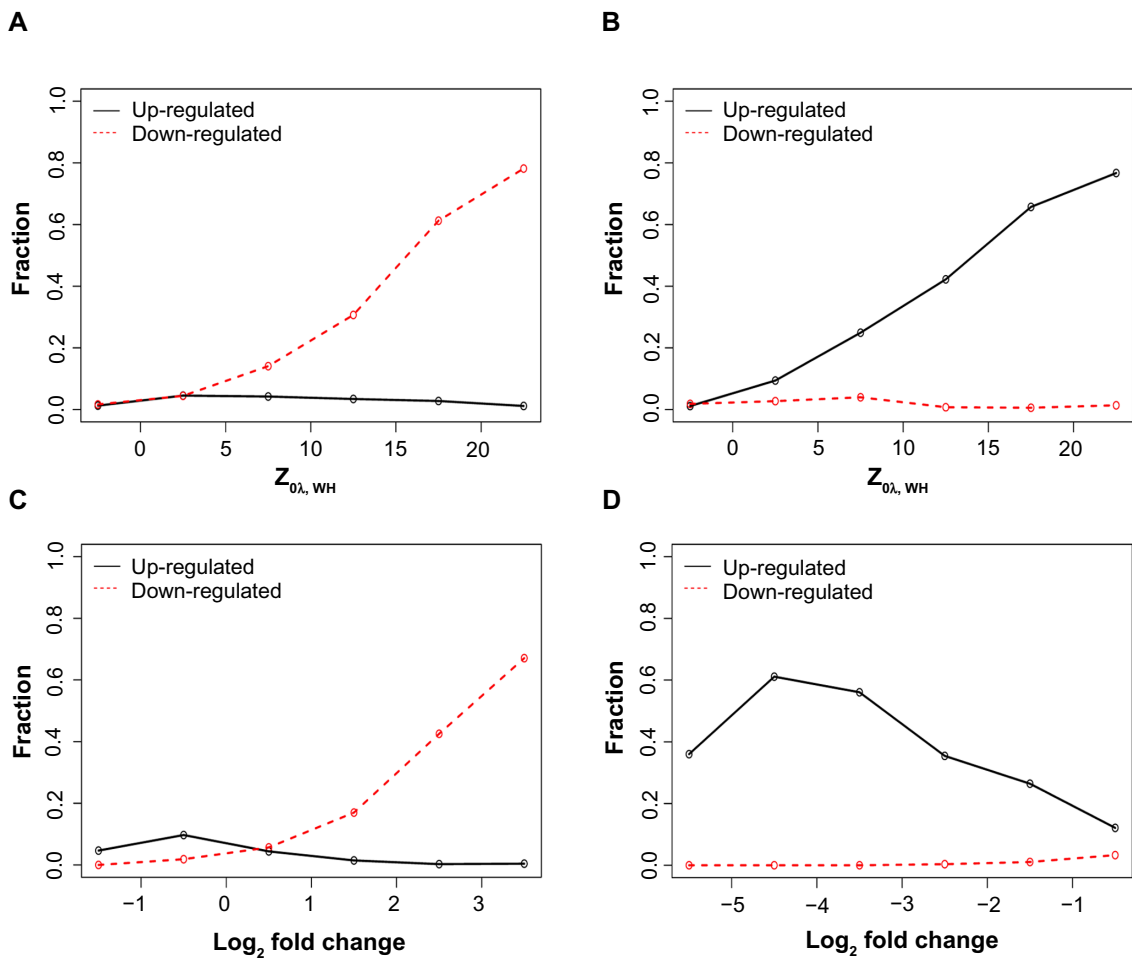 A
B
Up-regulated
Down-regulated
Fraction
0.0 0.2 0.4 0.6 0.8 1.0
0 5 10 15 20
Z0λ, WH
Up-regulated
Down-regulated
Fraction
0.0 0.2 0.4 0.6 0.8 1.0
0 5 10 15 20
Z0λ, WH
C
D
Up-regulated
Down-regulated
Fraction
0.0 0.2 0.4 0.6 0.8 1.0
−1 0 1 2 3
Log2 fold change
Up-regulated
Down-regulated
Fraction
0.0 0.2 0.4 0.6 0.8 1.0
−5 −4 −3 −2 −1
Log2 fold change